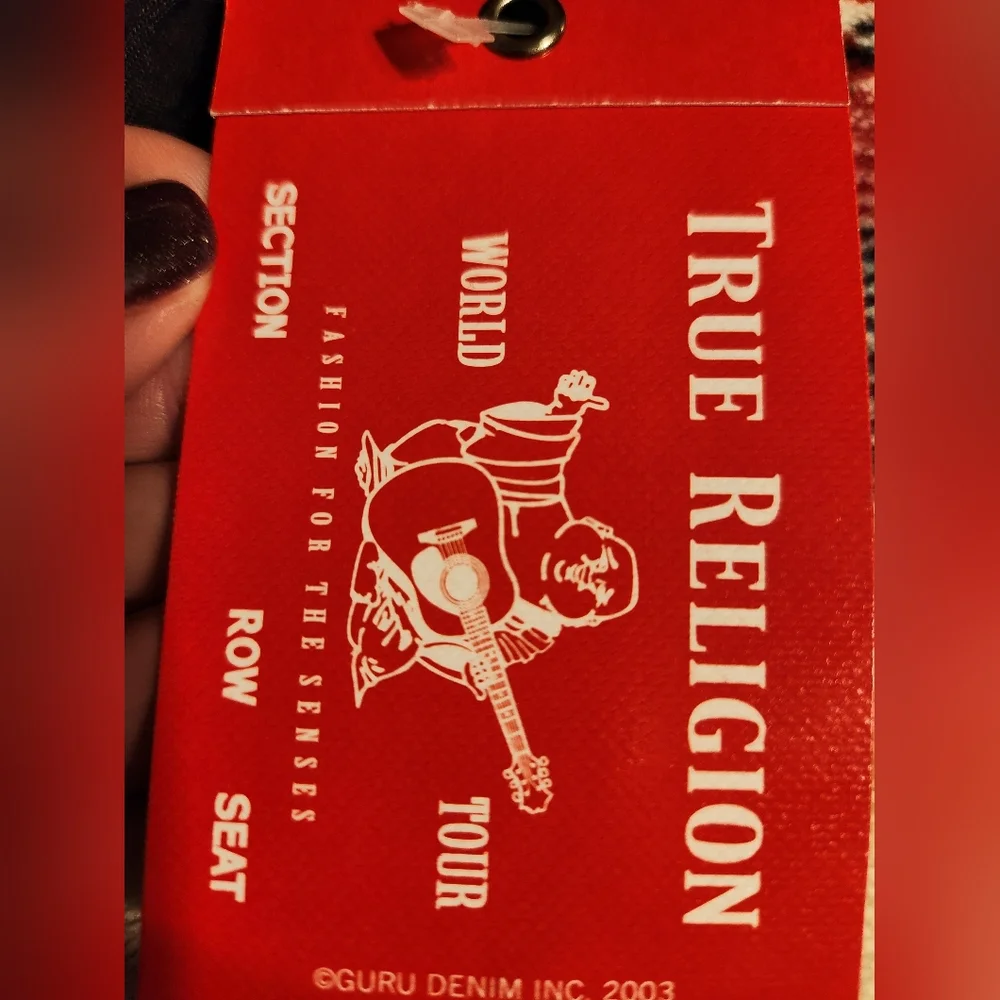 TRUE RELIGION
WORLD TOUR
FASHION FOR THE SENSES
SECTION ROW SEAT
©GURU DENIM INC. 2003